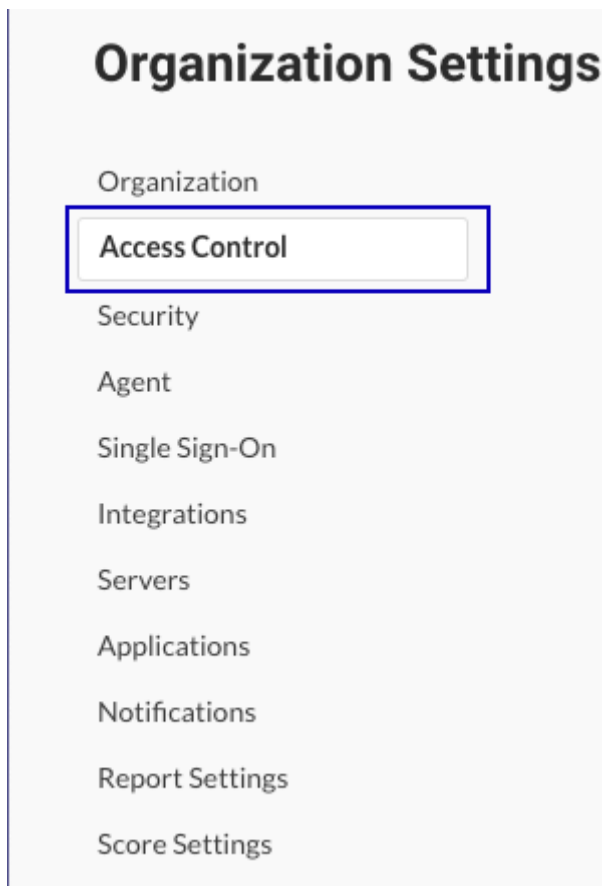 Organization Settings
Organization
Access Control
Security
Agent
Single Sign-On
Integrations
Servers
Applications
Notifications
Report Settings
Score Settings